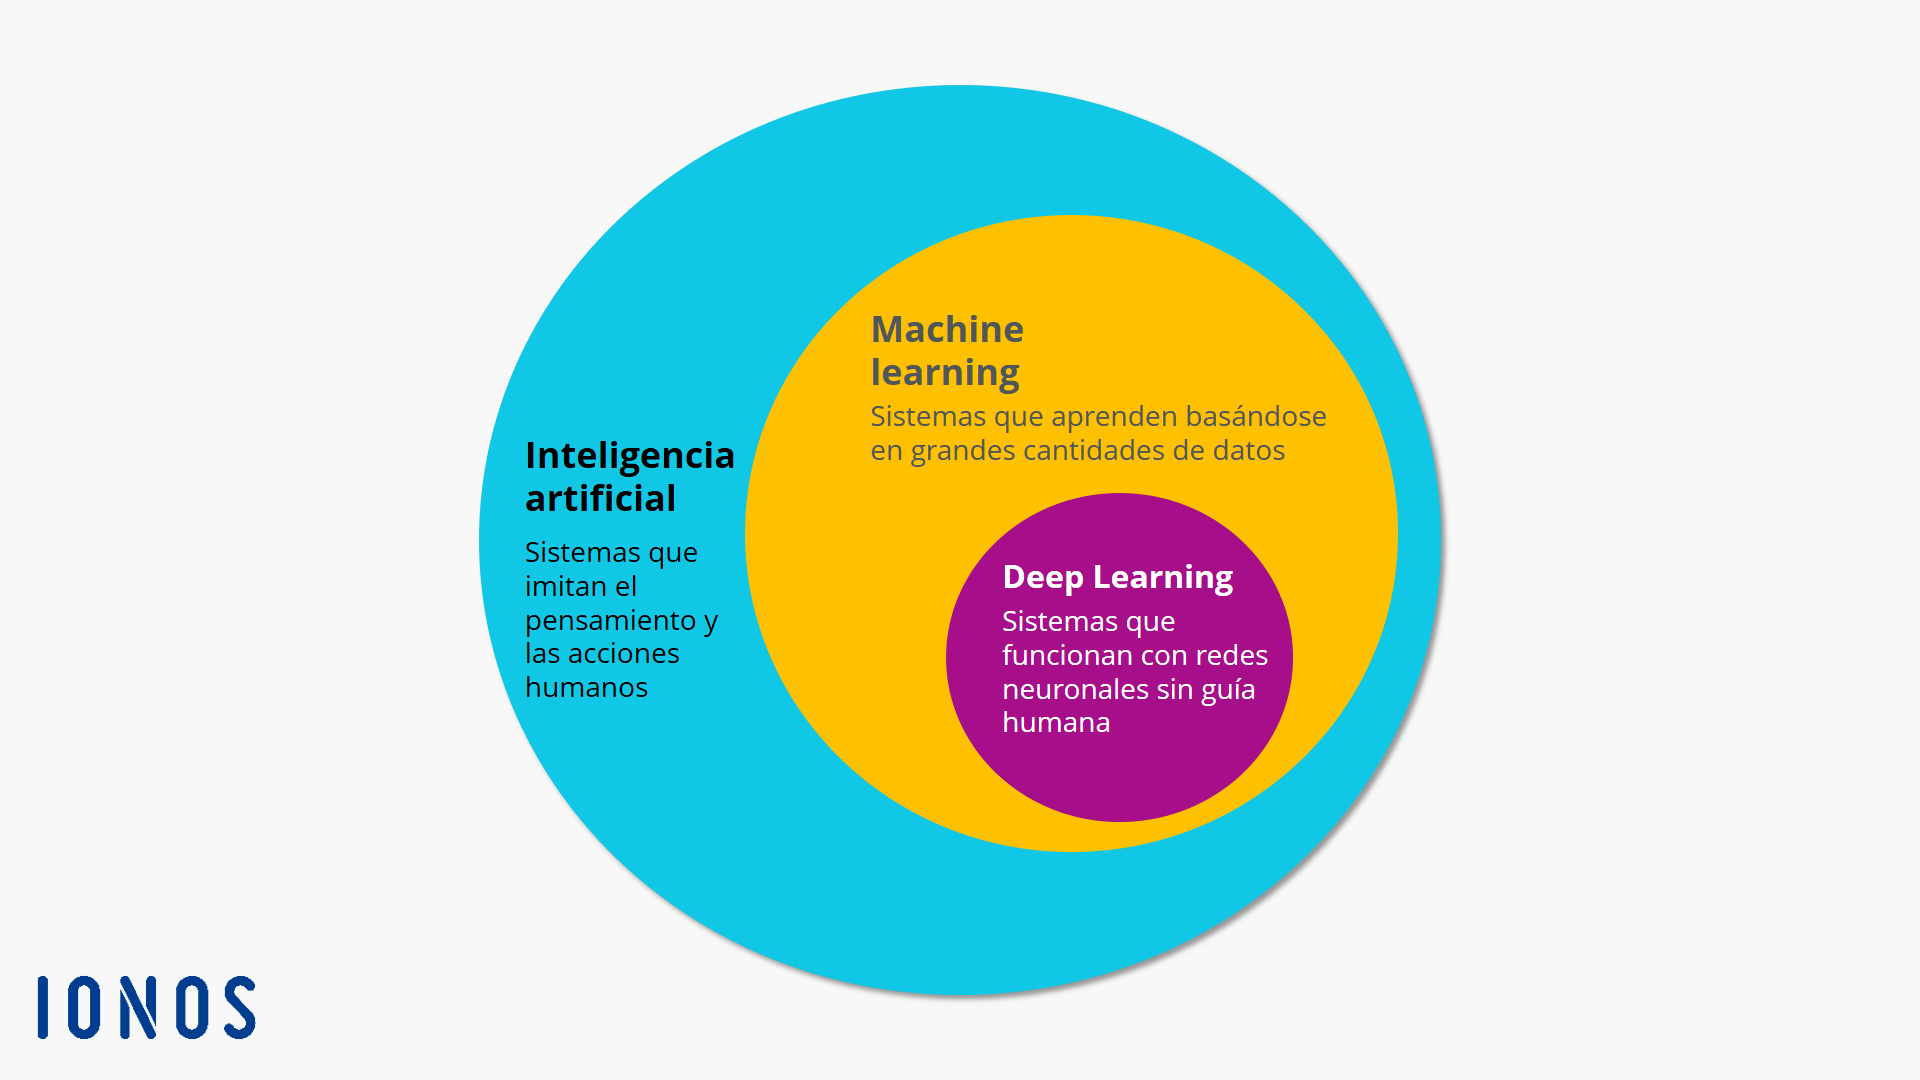 Machine
learning
Sistemas que aprenden basándose
en grandes cantidades de datos
Inteligencia
artificial
Sistemas que
imitan el
pensamiento y
las acciones
humanos
Deep Learning
Sistemas que
funcionan con redes
neuronales sin guía
humana
IONOS